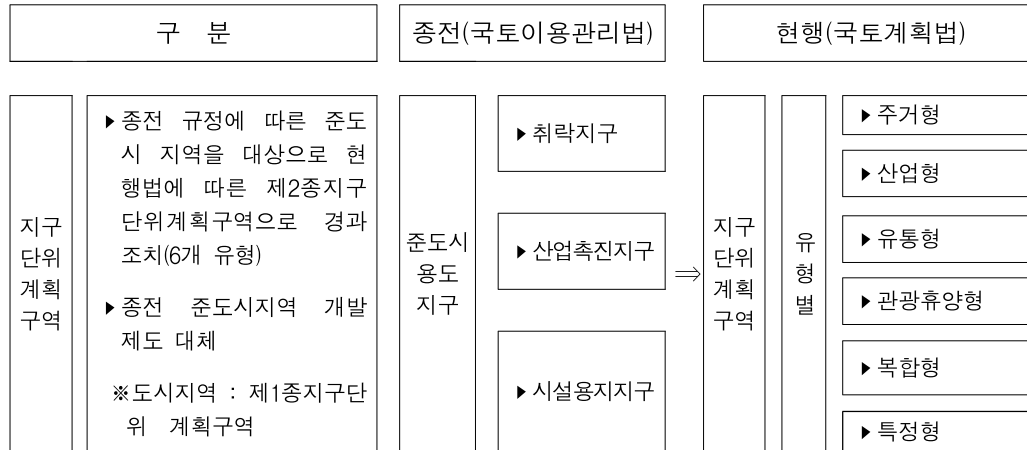 구 분
종전(국토이용관리법)
현행(국토계획법)
지구
단위
계획
구역
▶종전 규정에 따른 준도
시 지역을 대상으로 현
행법에 따른 제2종지구
단위계획구역으로 경과
조치(6개 유형)
▶종전 준도시지역 개발
제도 대체
※도시지역 : 제1종지구단
위 계획구역
준도시
용도
지구
▶취락지구
▶산업촉진지구
▶시설용지지구
⇒
지구
단위
계획
구역
유
형
별
▶주거형
▶산업형
▶유통형
▶관광휴양형
▶복합형
▶특정형